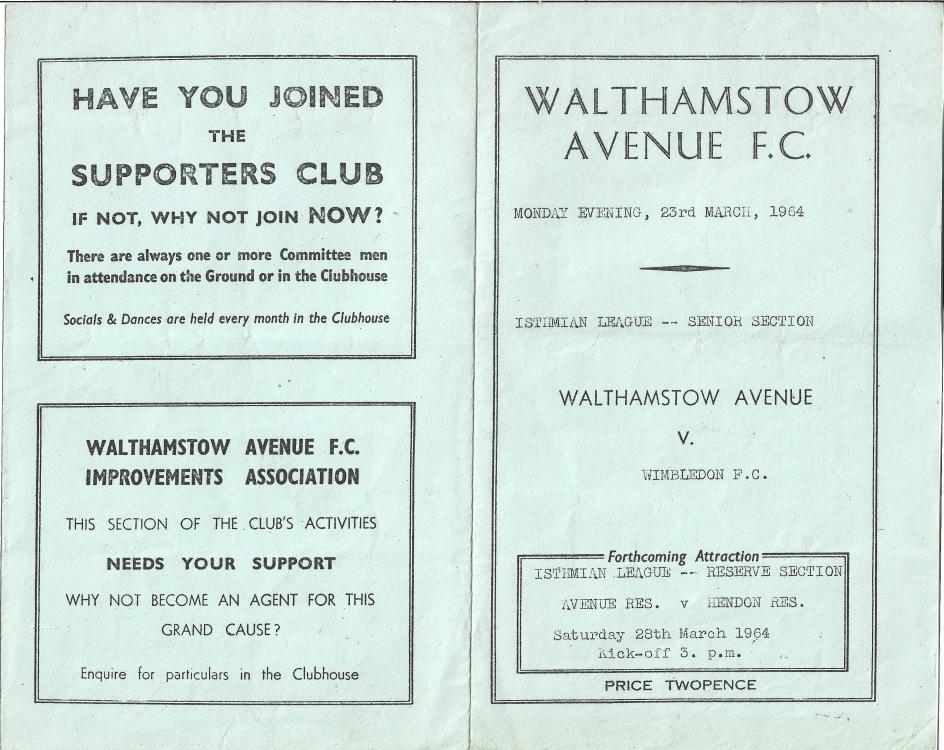 HAVE YOU JOINED
THE
SUPPORTERS CLUB
IF NOT, WHY NOT JOIN NOW?
There are always one or more Committee men
in attendance on the Ground or in the Clubhouse
Socials & Dances are held every month in the Clubhouse
WALTHAMSTOW AVENUE F.C.
IMPROVEMENTS ASSOCIATION
THIS SECTION OF THE CLUB'S ACTIVITIES
NEEDS YOUR SUPPORT
WHY NOT BECOME AN AGENT FOR THIS
GRAND CAUSE?
Enquire for particulars in the Clubhouse
WALTHAMSTOW
AVENUE F.C.
MONDAY EVENING, 23rd MARCH, 1964
ISTHMIAN LEAGUE -- SENIOR SECTION
WALTHAMSTOW AVENUE
V.
WIMBLEDON F.C.
Forthcoming Attraction
ISTHMIAN LEAGUE -- RESERVE SECTION
AVENUE RES. v HENDON RES.
Saturday 28th March 1964
Kick-off 3. p.m.
PRICE TWOPENCE